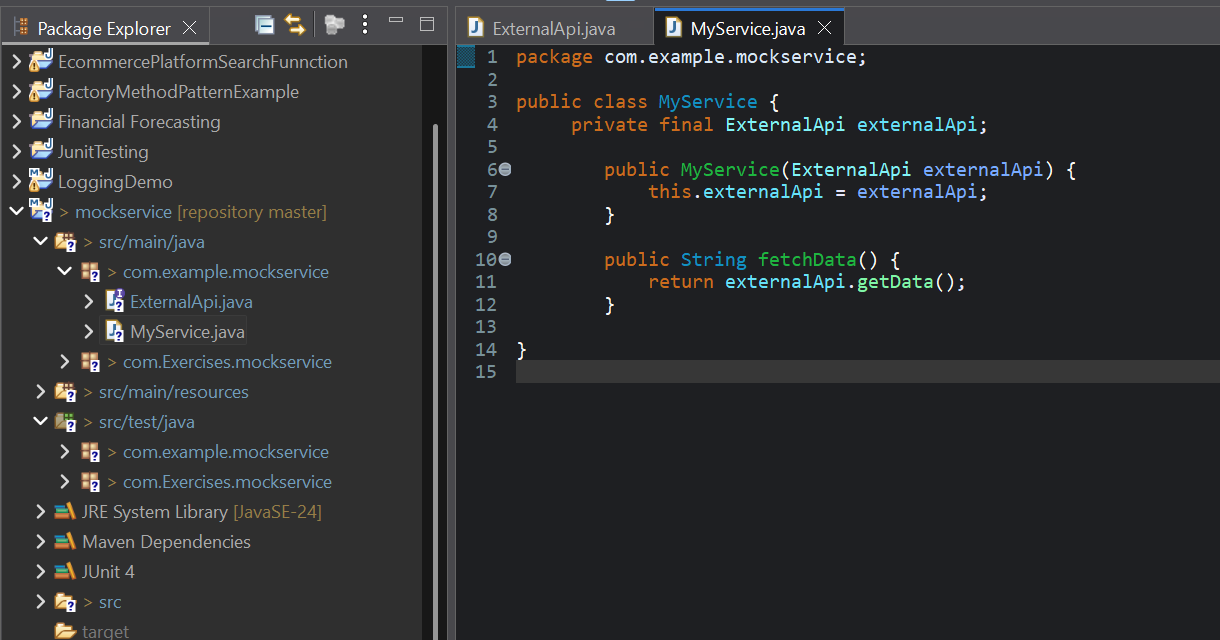 Package Explorer
EcommercePlatformSearchFunnction
FactoryMethodPatternExample
Financial Forecasting
JunitTesting
LoggingDemo
> mockservice [repository master]
> src/main/java
> com.example.mockservice
ExternalApi.java
MyService.java
> com.Exercises.mockservice
> src/main/resources
> src/test/java
> com.example.mockservice
> com.Exercises.mockservice
JRE System Library [JavaSE-24]
Maven Dependencies
JUnit 4
> src
target
ExternalApi.java
MyService.java
1 package com.example.mockservice;
2
3 public class MyService {
4 private final ExternalApi externalApi;
5
6 public MyService(ExternalApi externalApi) {
7 this.externalApi = externalApi;
8 }
9
10 public String fetchData() {
11 return externalApi.getData();
12 }
13
14 }
15